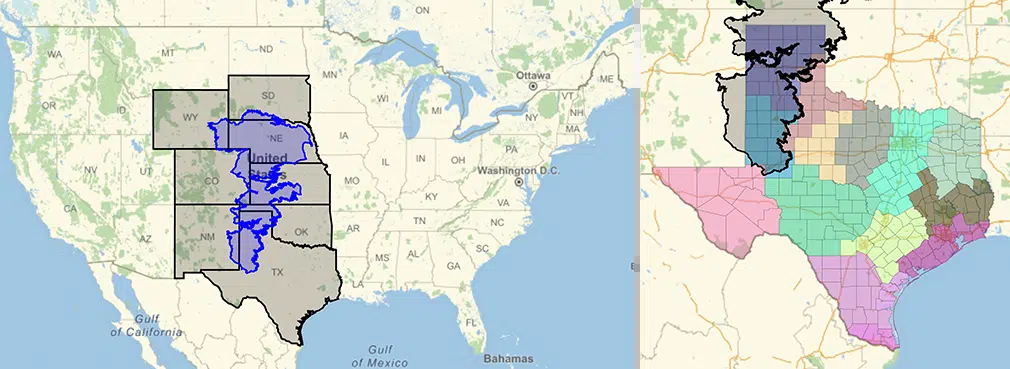 ON
WA
MT
ND
MN
Ottawa
ME
OR
ID
SD
WI
MI
VT
NH
WY
NY
MA
IA
NE
PA
NV
UT
CO
United
States
IL
IN
OH
MO
Washington D.C.
CA
VA
AZ
NM
OK
AR
TN
NC
MS
AL
GA
SC
TX
LA
Gulf
of California
FL
Gulf
of Mexico
Bahamas